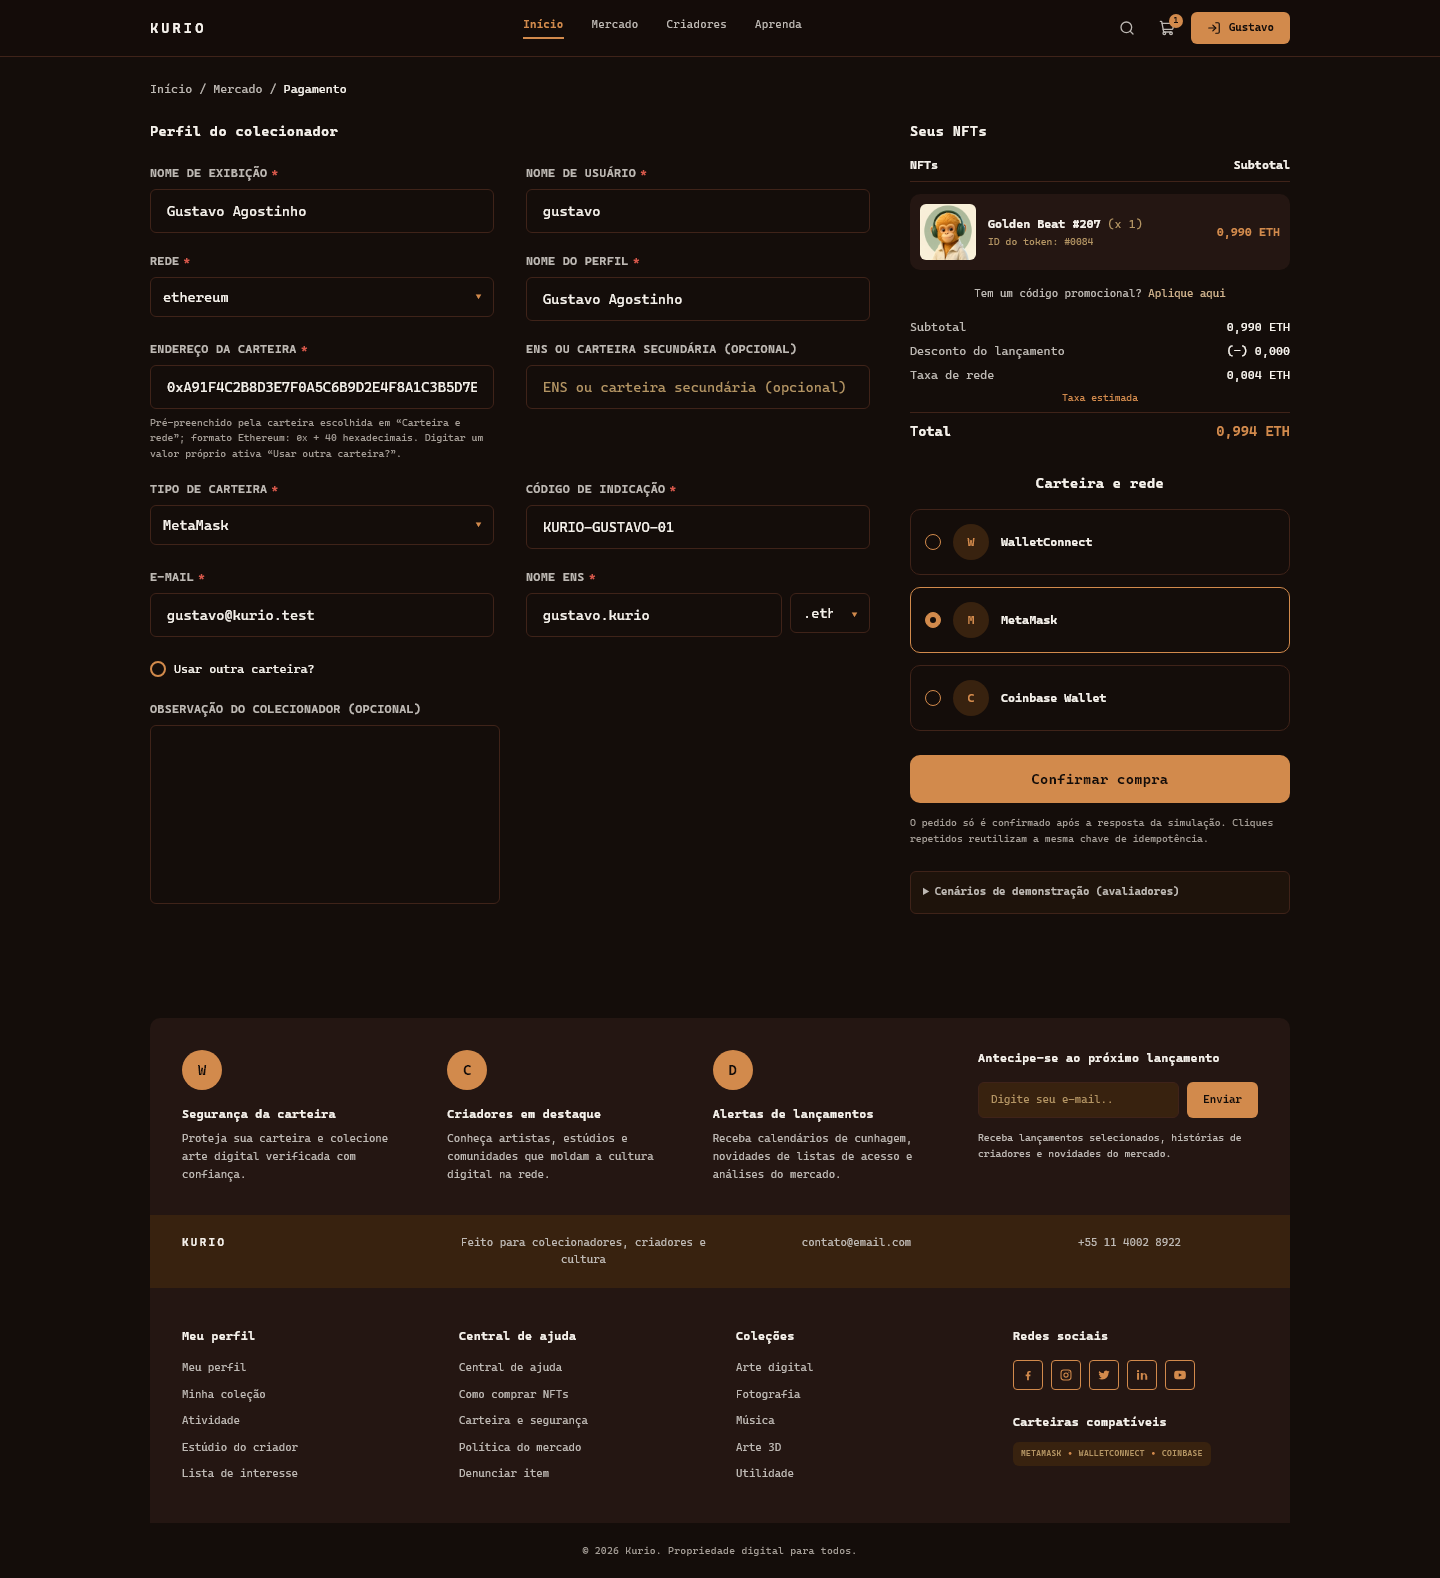 KURIO
Início
Mercado
Criadores
Aprenda
1
Gustavo
Início / Mercado / Pagamento
Perfil do colecionador
NOME DE EXIBIÇÃO *
NOME DE USUÁRIO *
Gustavo Agostinho
gustavo
REDE *
NOME DO PERFIL *
ethereum
Gustavo Agostinho
ENDEREÇO DA CARTEIRA *
ENS OU CARTEIRA SECUNDÁRIA (OPCIONAL)
0xA91F4C2B8D3E7F0A5C6B9D2E4F8A1C3B5D7E
ENS ou carteira secundária (opcional)
Pré-preenchido pela carteira escolhida em “Carteira e
rede”; formato Ethereum: 0x + 40 hexadecimais. Digitar um
valor próprio ativa “Usar outra carteira?”.
TIPO DE CARTEIRA *
CÓDIGO DE INDICAÇÃO *
MetaMask
KURIO-GUSTAVO-01
E-MAIL *
NOME ENS *
gustavo@kurio.test
gustavo.kurio
.eth
Usar outra carteira?
OBSERVAÇÃO DO COLECIONADOR (OPCIONAL)
Seus NFTs
NFTs
Subtotal
Golden Beat #207 (x 1)
ID do token: #0084
0,990 ETH
Tem um código promocional? Aplique aqui
Subtotal
0,990 ETH
Desconto do lançamento
(-) 0,000
Taxa de rede
0,004 ETH
Taxa estimada
Total
0,994 ETH
Carteira e rede
W
WalletConnect
M
MetaMask
C
Coinbase Wallet
Confirmar compra
O pedido só é confirmado após a resposta da simulação. Cliques
repetidos reutilizam a mesma chave de idempotência.
Cenários de demonstração (avaliadores)
W
Segurança da carteira
Proteja sua carteira e colecione
arte digital verificada com
confiança.
C
Criadores em destaque
Conheça artistas, estúdios e
comunidades que moldam a cultura
digital na rede.
D
Alertas de lançamentos
Receba calendários de cunhagem,
novidades de listas de acesso e
análises do mercado.
Antecipe-se ao próximo lançamento
Digite seu e-mail..
Enviar
Receba lançamentos selecionados, histórias de
criadores e novidades do mercado.
KURIO
Feito para colecionadores, criadores e
cultura
contato@email.com
+55 11 4002 8922
Meu perfil
Meu perfil
Minha coleção
Atividade
Estúdio do criador
Lista de interesse
Central de ajuda
Central de ajuda
Como comprar NFTs
Carteira e segurança
Política do mercado
Denunciar item
Coleções
Arte digital
Fotografia
Música
Arte 3D
Utilidade
Redes sociais
Carteiras compatíveis
METAMASK • WALLETCONNECT • COINBASE
© 2026 Kurio. Propriedade digital para todos.